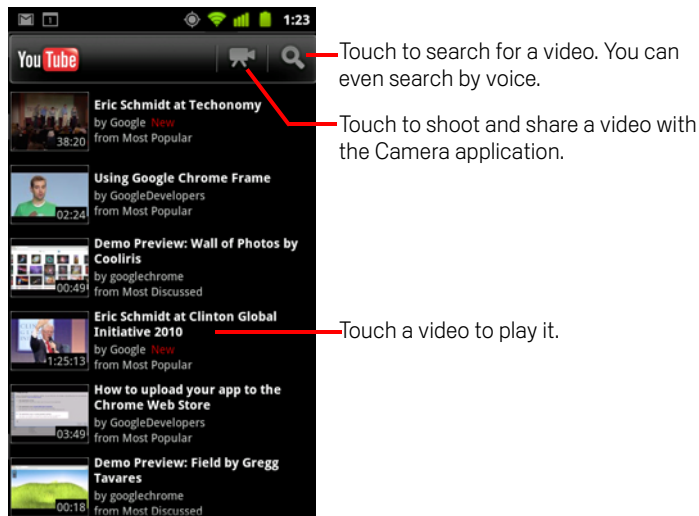 1
1:23
You Tube
Touch to search for a video. You can
even search by voice.
Touch to shoot and share a video with
the Camera application.
Eric Schmidt at Techonomy
by Google New
from Most Popular
38:20
Using Google Chrome Frame
by GoogleDevelopers
from Most Popular
02:24
Demo Preview: Wall of Photos by
Cooliris
by googlechrome
from Most Discussed
00:49
Eric Schmidt at Clinton Global
Initiative 2010
by Google New
from Most Popular
1:25:13
Touch a video to play it.
How to upload your app to the
Chrome Web Store
by GoogleDevelopers
from Most Popular
03:49
Demo Preview: Field by Gregg
Tavares
by googlechrome
from Most Discussed
00:18